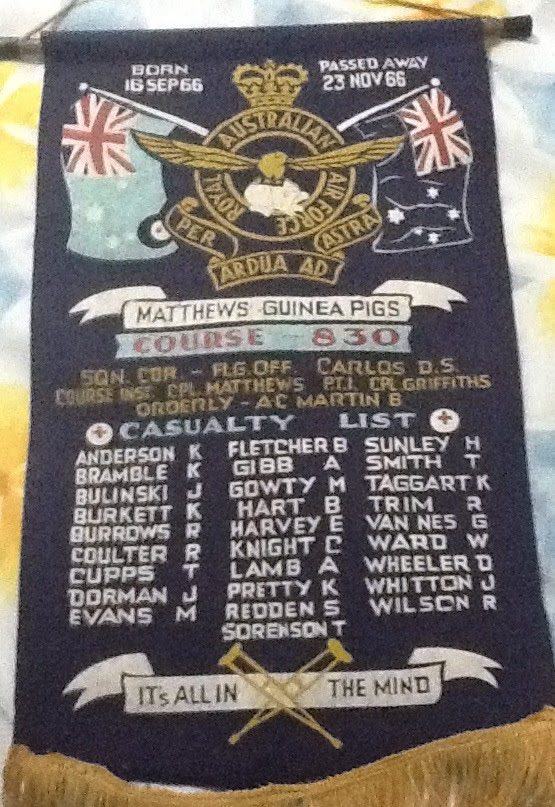 BORN
16 SEP 66
PASSED AWAY
23 NOV 66
ROYAL AUSTRALIAN AIR FORCE
PER ARDUA AD ASTRA
MATTHEWS GUINEA PIGS
COURSE - 830
SQN. CDR - FLG. OFF. CARLOS D.S.
COURSE INST. CPL. MATTHEWS P.T.I. CPL GRIFFITHS
ORDERLY - AC MARTIN B
CASUALTY LIST
ANDERSON K
BRAMBLE K
BULINSKI J
BURKETT K
BURROWS R
COULTER R
CUPPS T
DORMAN J
EVANS M
FLETCHER B
GIBB A
GOWTY M
HART B
HARVEY E
KNIGHT C
LAMB A
PRETTY K
REDDEN S
SORENSON T
SUNLEY H
SMITH T
TAGGART K
TRIM R
VAN NES G
WARD W
WHEELER D
WHITTON J
WILSON R
ITs ALL IN THE MIND